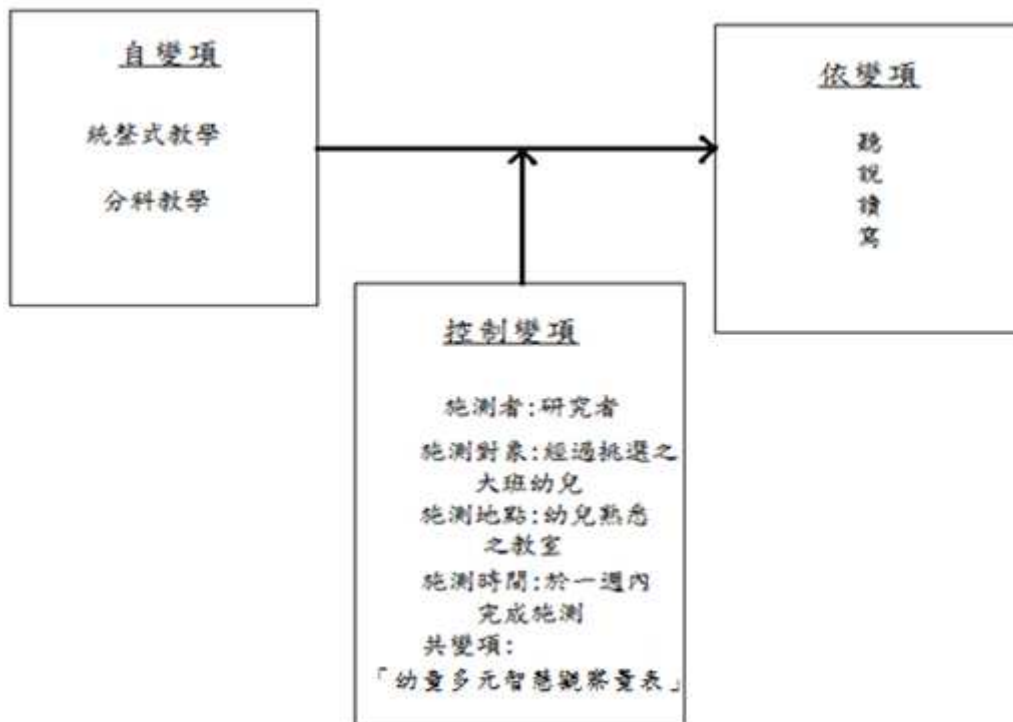 自變項
統整式教學
分科教學
依變項
聽
說
讀
寫
控制變項
施測者:研究者
施測對象:經過挑選之
大班幼兒
施測地點:幼兒熟悉
之教室
施測時間:於一週內
完成施測
共變項:
「幼童多元智慧觀察量表」